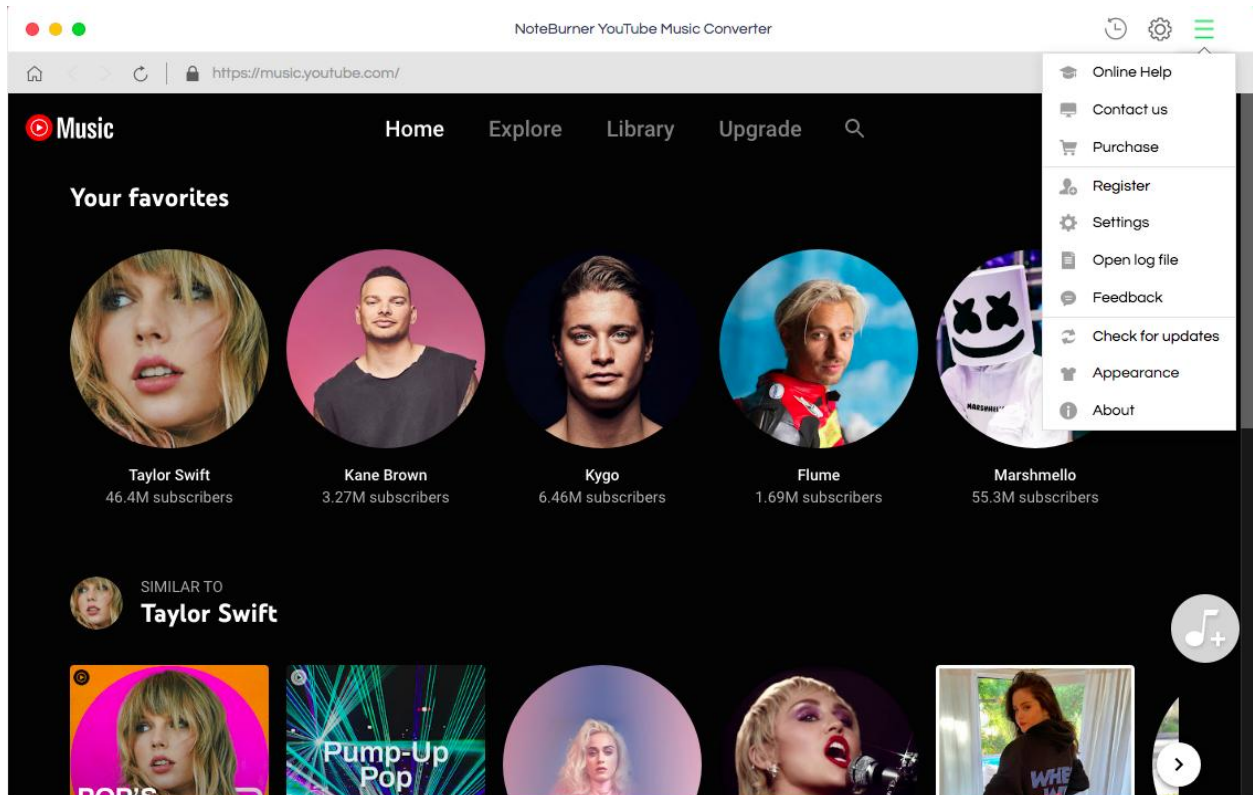 NoteBurner YouTube Music Converter
https://music.youtube.com/
Music
Home
Explore
Library
Upgrade
Online Help
Contact us
Purchase
Register
Settings
Open log file
Feedback
Check for updates
Appearance
About
Your favorites
MARSHMELLO
Taylor Swift
46.4M subscribers
Kane Brown
3.27M subscribers
Kygo
6.46M subscribers
Flume
1.69M subscribers
Marshmello
55.3M subscribers
SIMILAR TO
Taylor Swift
POP'S
Pump-Up
Pop